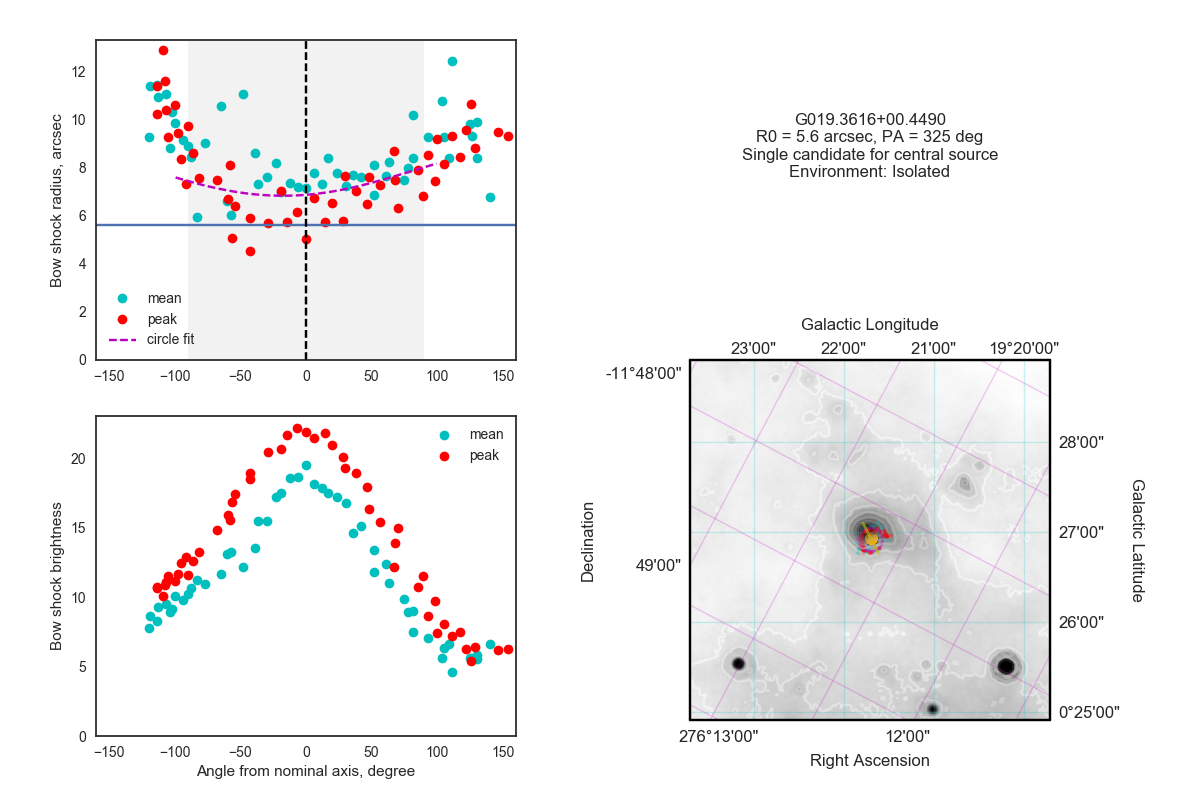 G019.3616+00.4490
R0 = 5.6 arcsec, PA = 325 deg
Single candidate for central source
Environment: Isolated
Bow shock radius, arcsec
12
10
8
6
4
2
0
mean
peak
circle fit
−150 −100 −50 0 50 100 150
Bow shock brightness
20
15
10
5
0
mean
peak
−150 −100 −50 0 50 100 150
Angle from nominal axis, degree
Galactic Longitude
23'00" 22'00" 21'00" 19°20'00"
-11°48'00"
49'00"
Declination
28'00"
27'00"
26'00"
0°25'00"
Galactic Latitude
276°13'00" 12'00"
Right Ascension